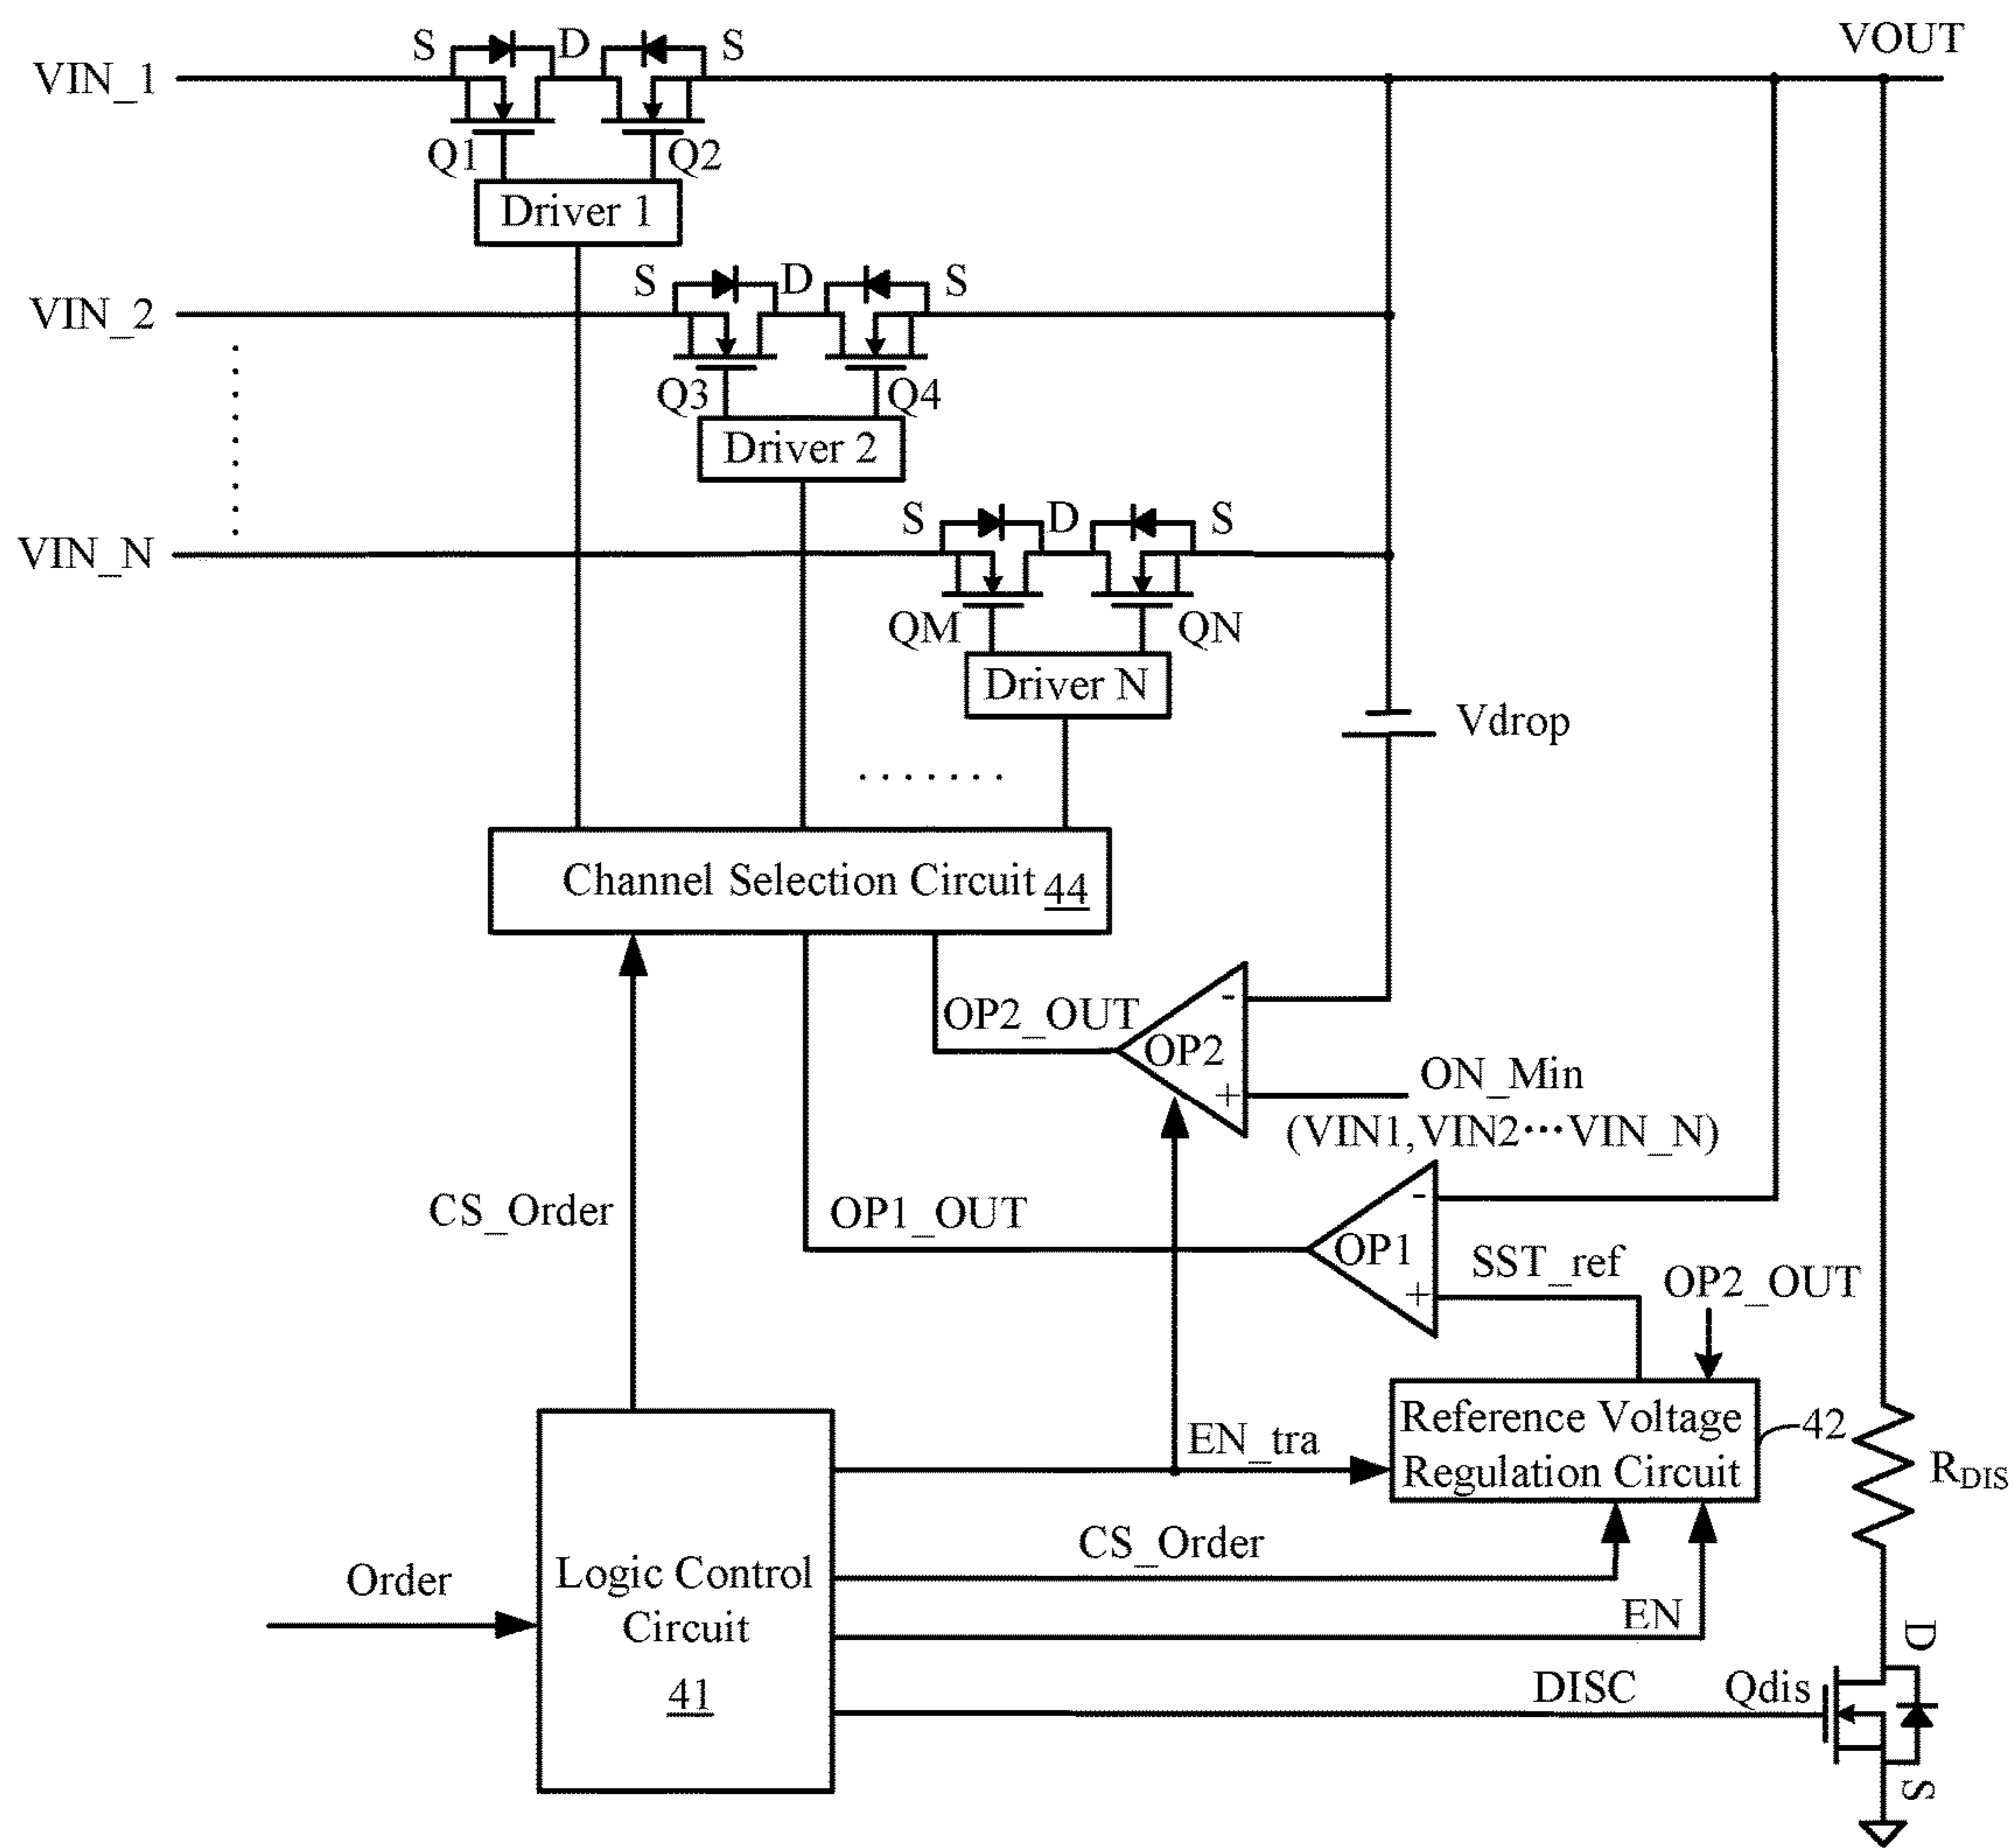 VOUT
S D S
VIN_1
Q1 Q2
Driver 1
S D S
VIN_2
Q3 Q4
Driver 2
S D S
VIN_N
QM QN
Driver N
Vdrop
.......
Channel Selection Circuit 44
-
OP2_OUT
OP2
ON_Min
+
(VIN1,VIN2···VIN_N)
CS_Order
OP1_OUT
-
OP1
SST_ref
+
OP2_OUT
EN_tra
Reference Voltage
Regulation Circuit
42
RDIS
CS_Order
Order
Logic Control
Circuit
41
EN
D
DISC
Qdis
S